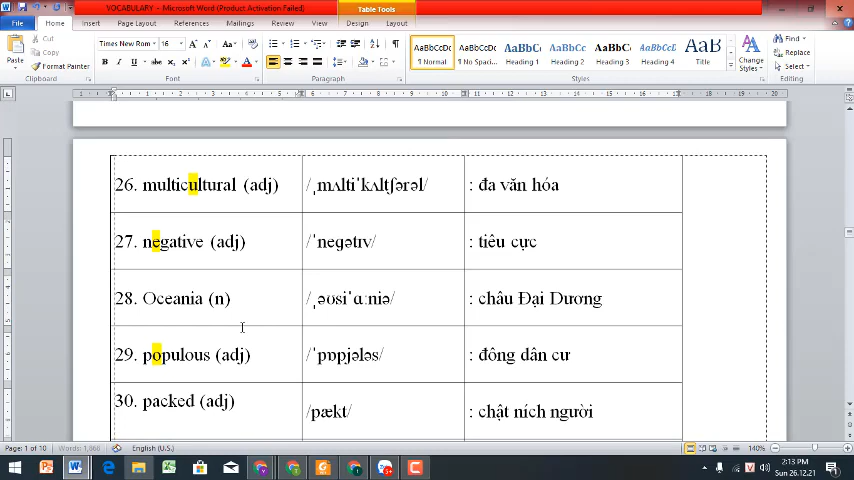 VOCABULARY - Microsoft Word (Product Activation Failed)
Table Tools
File Home Insert Page Layout References Mailings Review View Design Layout
Cut
Copy
Format Painter
Paste
Clipboard
Times New Rom 16
Font
Paragraph
AaBbCcDc AaBbCcDc AaBbC AaBbCc AaBbC AaBbCcD AaB
¶ Normal ¶ No Spaci... Heading 1 Heading 2 Heading 3 Heading 4 Title
Change Styles
Styles
Find
Replace
Select
Editing
26. multicultural (adj) /ˌmʌltiˈkʌltʃərəl/ : đa văn hóa
27. negative (adj) /ˈneɡətɪv/ : tiêu cực
28. Oceania (n) /ˌəʊsiˈɑːniə/ : châu Đại Dương
29. populous (adj) /ˈpɒpjələs/ : đông dân cư
30. packed (adj) /pækt/ : chật ních người
Page: 1 of 10 Words: 1,866 English (U.S.) 140%
2:13 PM
Sun 26.12.21